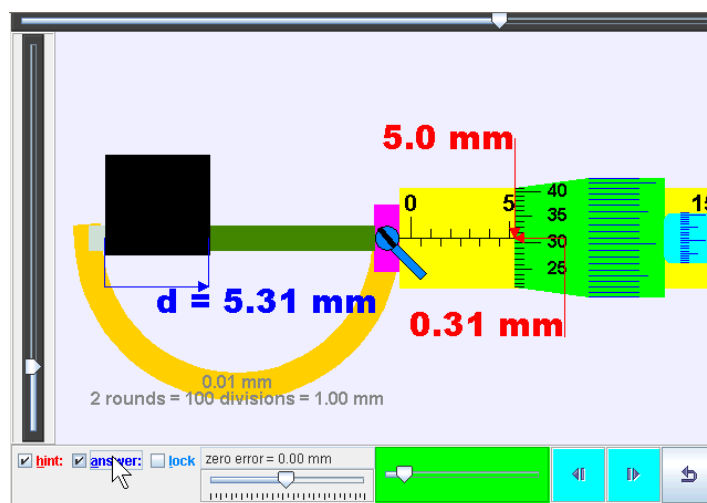 5.0 mm
0 5 15
40
35
30
25
d = 5.31 mm
0.31 mm
0.01 mm
2 rounds = 100 divisions = 1.00 mm
hint: answer: lock zero error = 0.00 mm